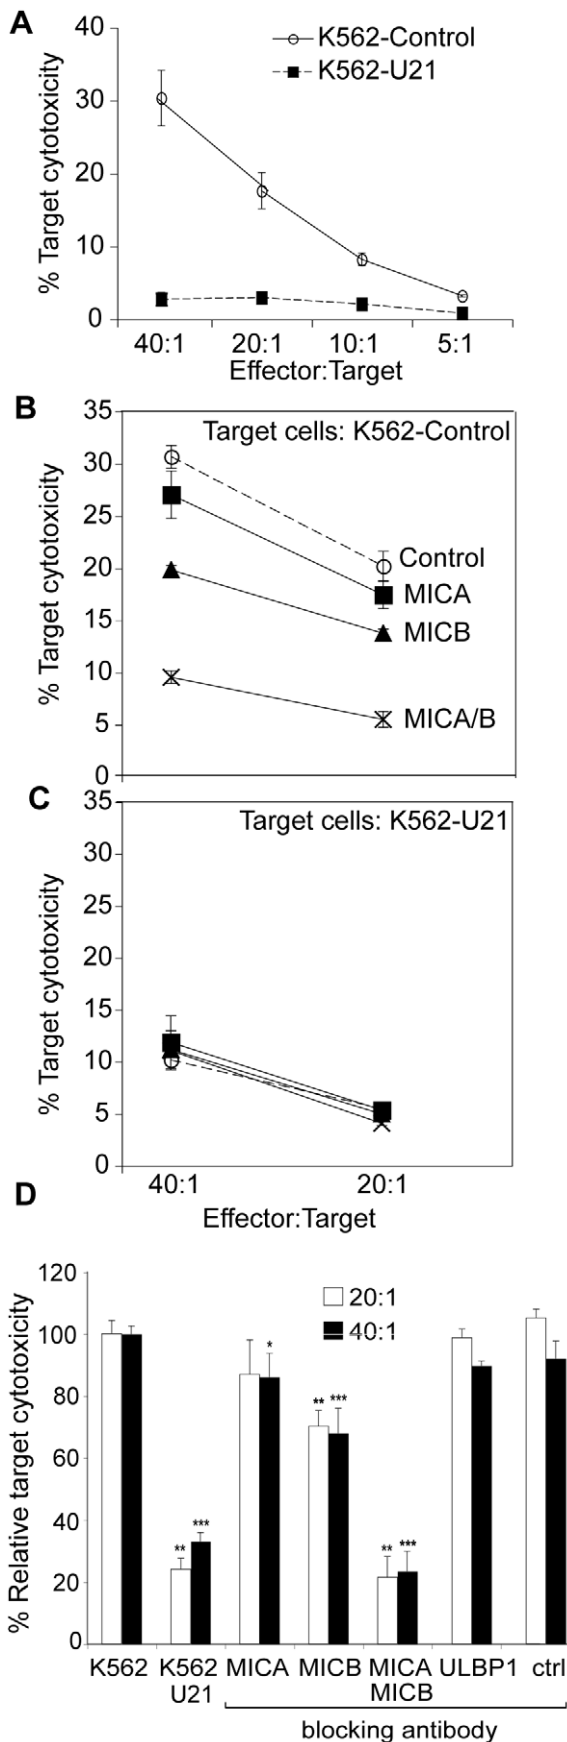 A
% Target cytotoxicity
40
30
20
10
0
K562-Control
K562-U21
40:1 20:1 10:1 5:1
Effector:Target
B
% Target cytotoxicity
35
30
25
20
15
10
5
0
Target cells: K562-Control
Control
MICA
MICB
MICA/B
C
% Target cytotoxicity
35
30
25
20
15
10
5
0
Target cells: K562-U21
40:1 20:1
Effector:Target
D
% Relative target cytotoxicity
120
100
80
60
40
20
0
20:1
40:1
** *** * ** *** ** ***
K562 K562 MICA MICB MICA ULBP1 ctrl
U21 MICB
blocking antibody